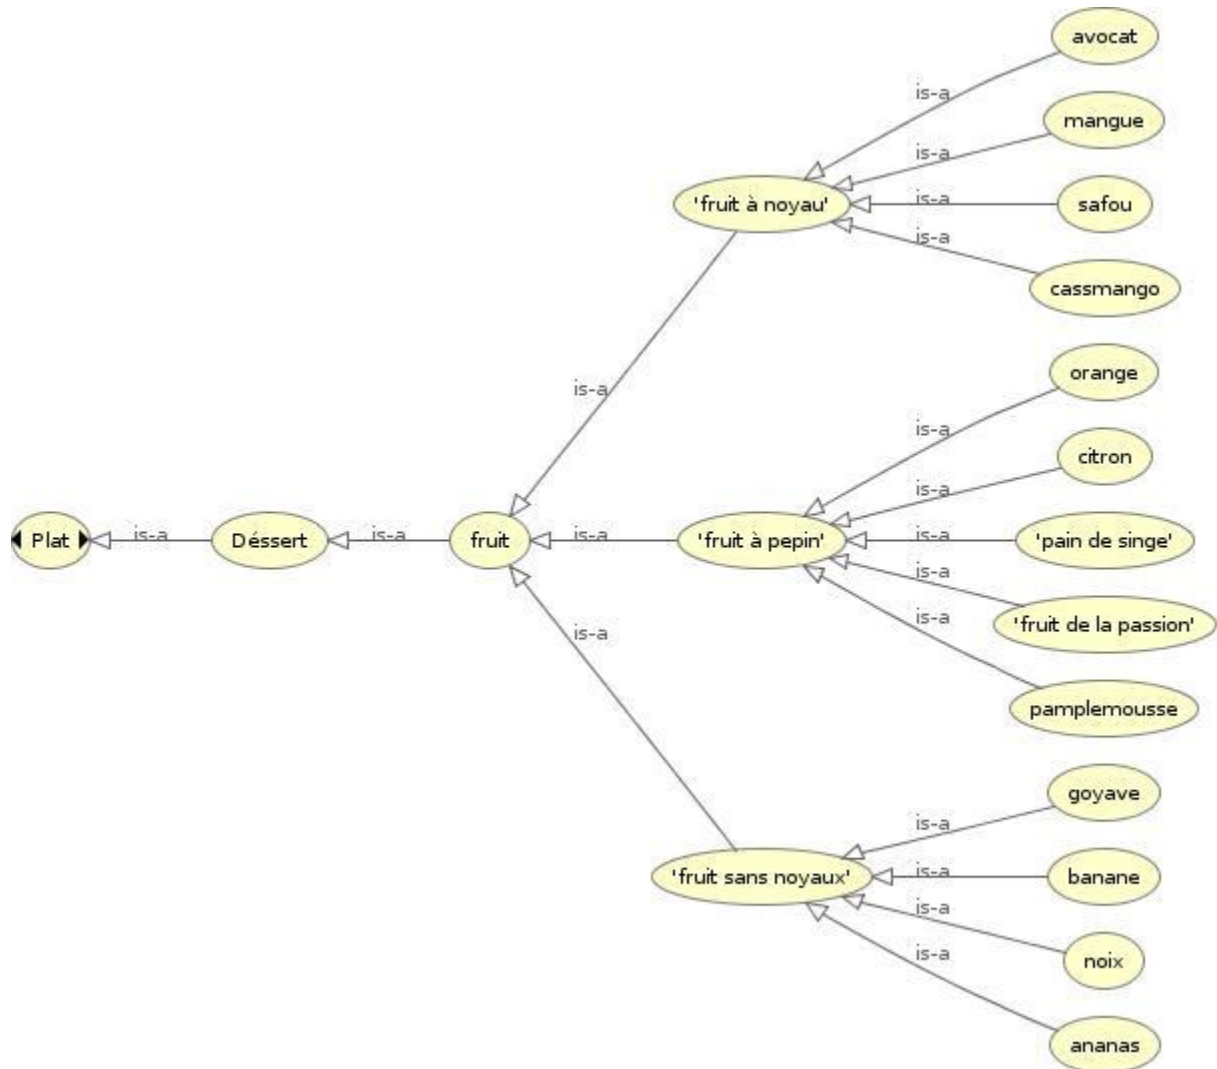 avocat
is-a
mangue
is-a
'fruit à noyau'
is-a
safou
is-a
cassmango
is-a
orange
is-a
citron
is-a
Plat
is-a
Déssert
is-a
fruit
is-a
'fruit à pepin'
is-a
'pain de singe'
is-a
'fruit de la passion'
is-a
is-a
pamplemousse
goyave
is-a
'fruit sans noyaux'
is-a
banane
is-a
noix
is-a
ananas